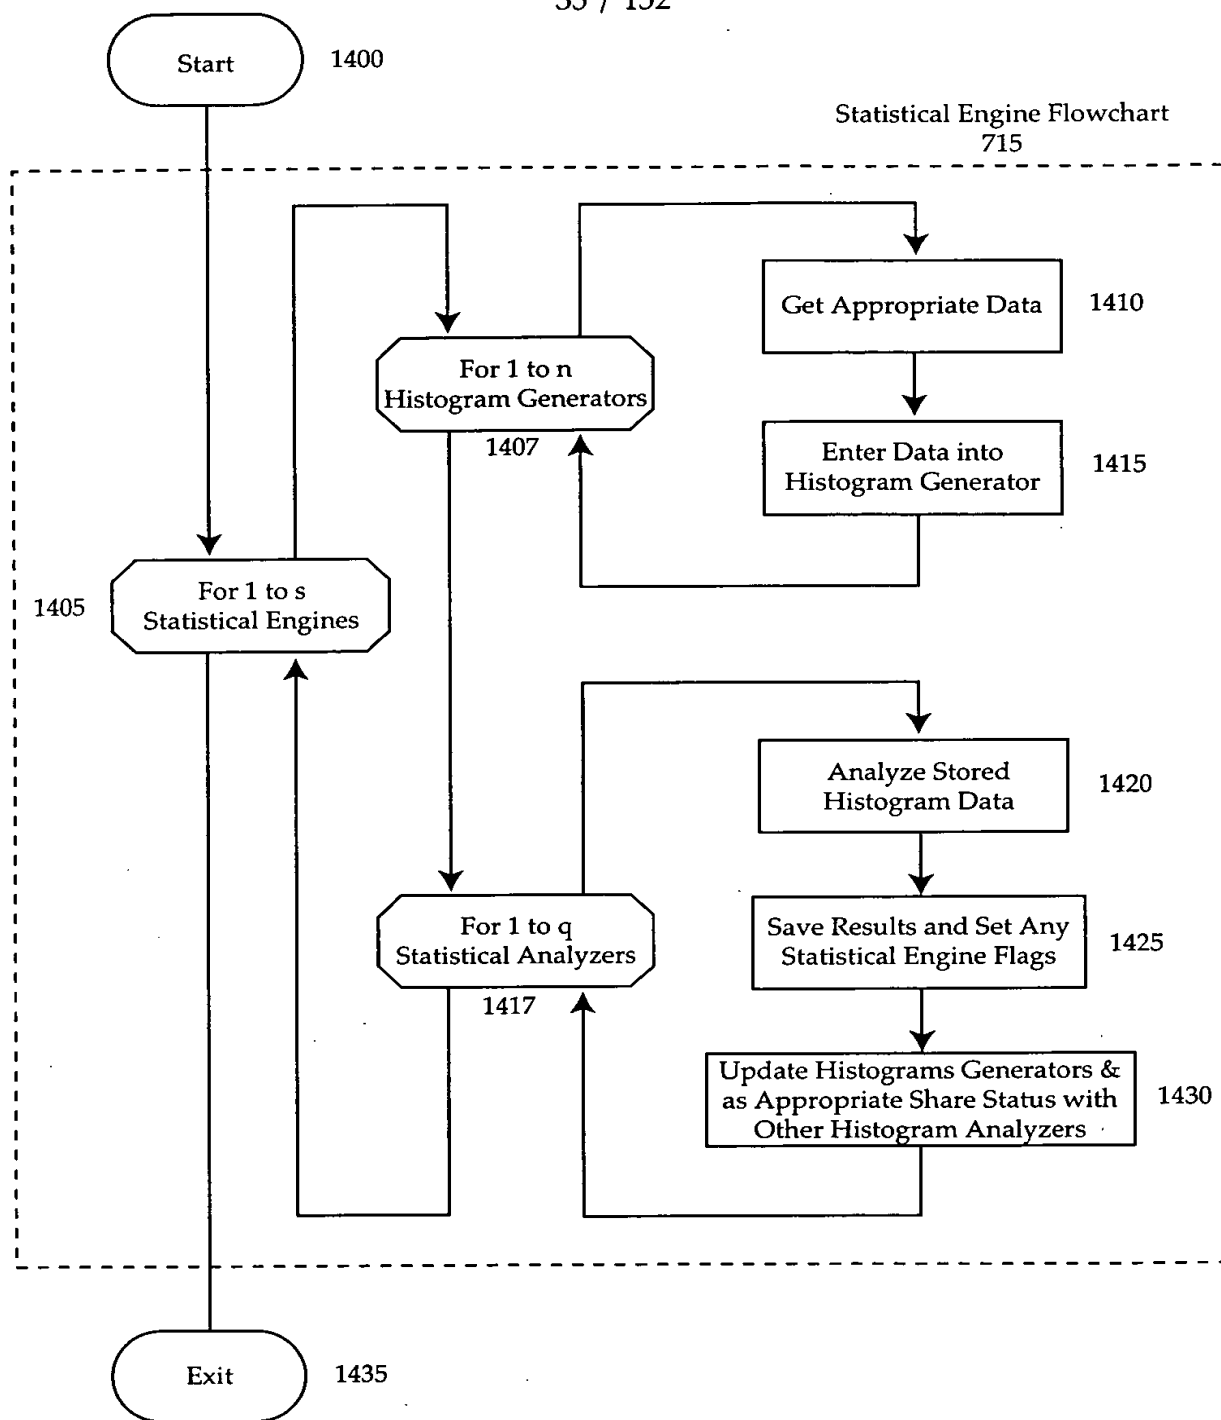 35 / 152
Start
1400
Statistical Engine Flowchart
715
Get Appropriate Data
1410
For 1 to n
Histogram Generators
1407
Enter Data into
Histogram Generator
1415
For 1 to s
Statistical Engines
1405
Analyze Stored
Histogram Data
1420
For 1 to q
Statistical Analyzers
1417
Save Results and Set Any
Statistical Engine Flags
1425
Update Histograms Generators &
as Appropriate Share Status with
Other Histogram Analyzers
1430
Exit
1435